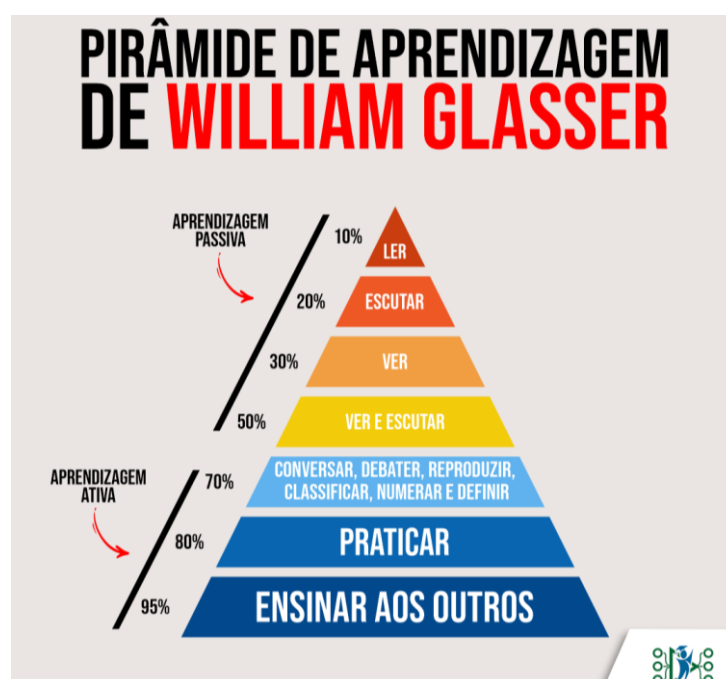 PIRÂMIDE DE APRENDIZAGEM
DE WILLIAM GLASSER
APRENDIZAGEM
PASSIVA
10%
LER
20%
ESCUTAR
30%
VER
50%
VER E ESCUTAR
APRENDIZAGEM
ATIVA
70%
CONVERSAR, DEBATER, REPRODUZIR,
CLASSIFICAR, NUMERAR E DEFINIR
80%
PRATICAR
95%
ENSINAR AOS OUTROS